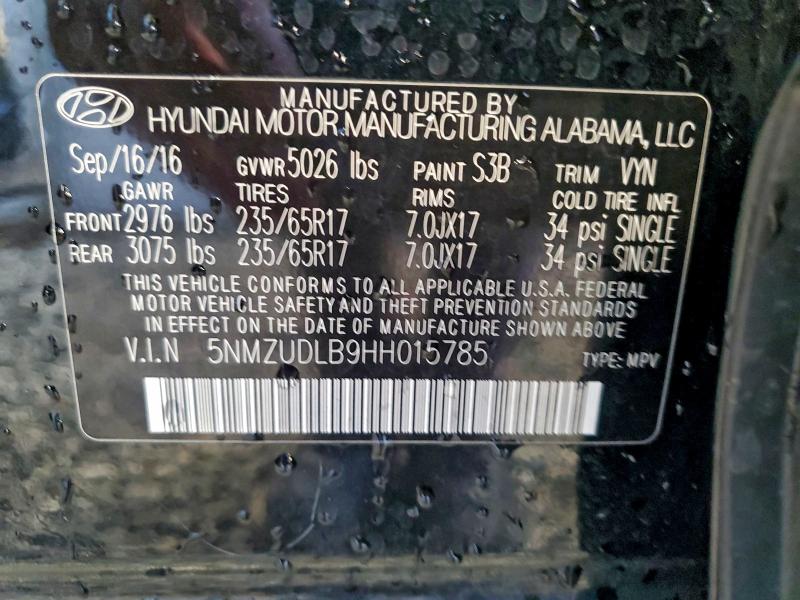 MANUFACTURED BY
HYUNDAI MOTOR MANUFACTURING ALABAMA, LLC
Sep/16/16 GVWR 5026 lbs PAINT S3B TRIM VYN
GAWR TIRES RIMS COLD TIRE INFL
FRONT 2976 lbs 235/65R17 7.0JX17 34 psi SINGLE
REAR 3075 lbs 235/65R17 7.0JX17 34 psi SINGLE
THIS VEHICLE CONFORMS TO ALL APPLICABLE U.S.A. FEDERAL
MOTOR VEHICLE SAFETY AND THEFT PREVENTION STANDARDS
IN EFFECT ON THE DATE OF MANUFACTURE SHOWN ABOVE
V.I.N 5NMZUDLB9HH015785 TYPE: MPV